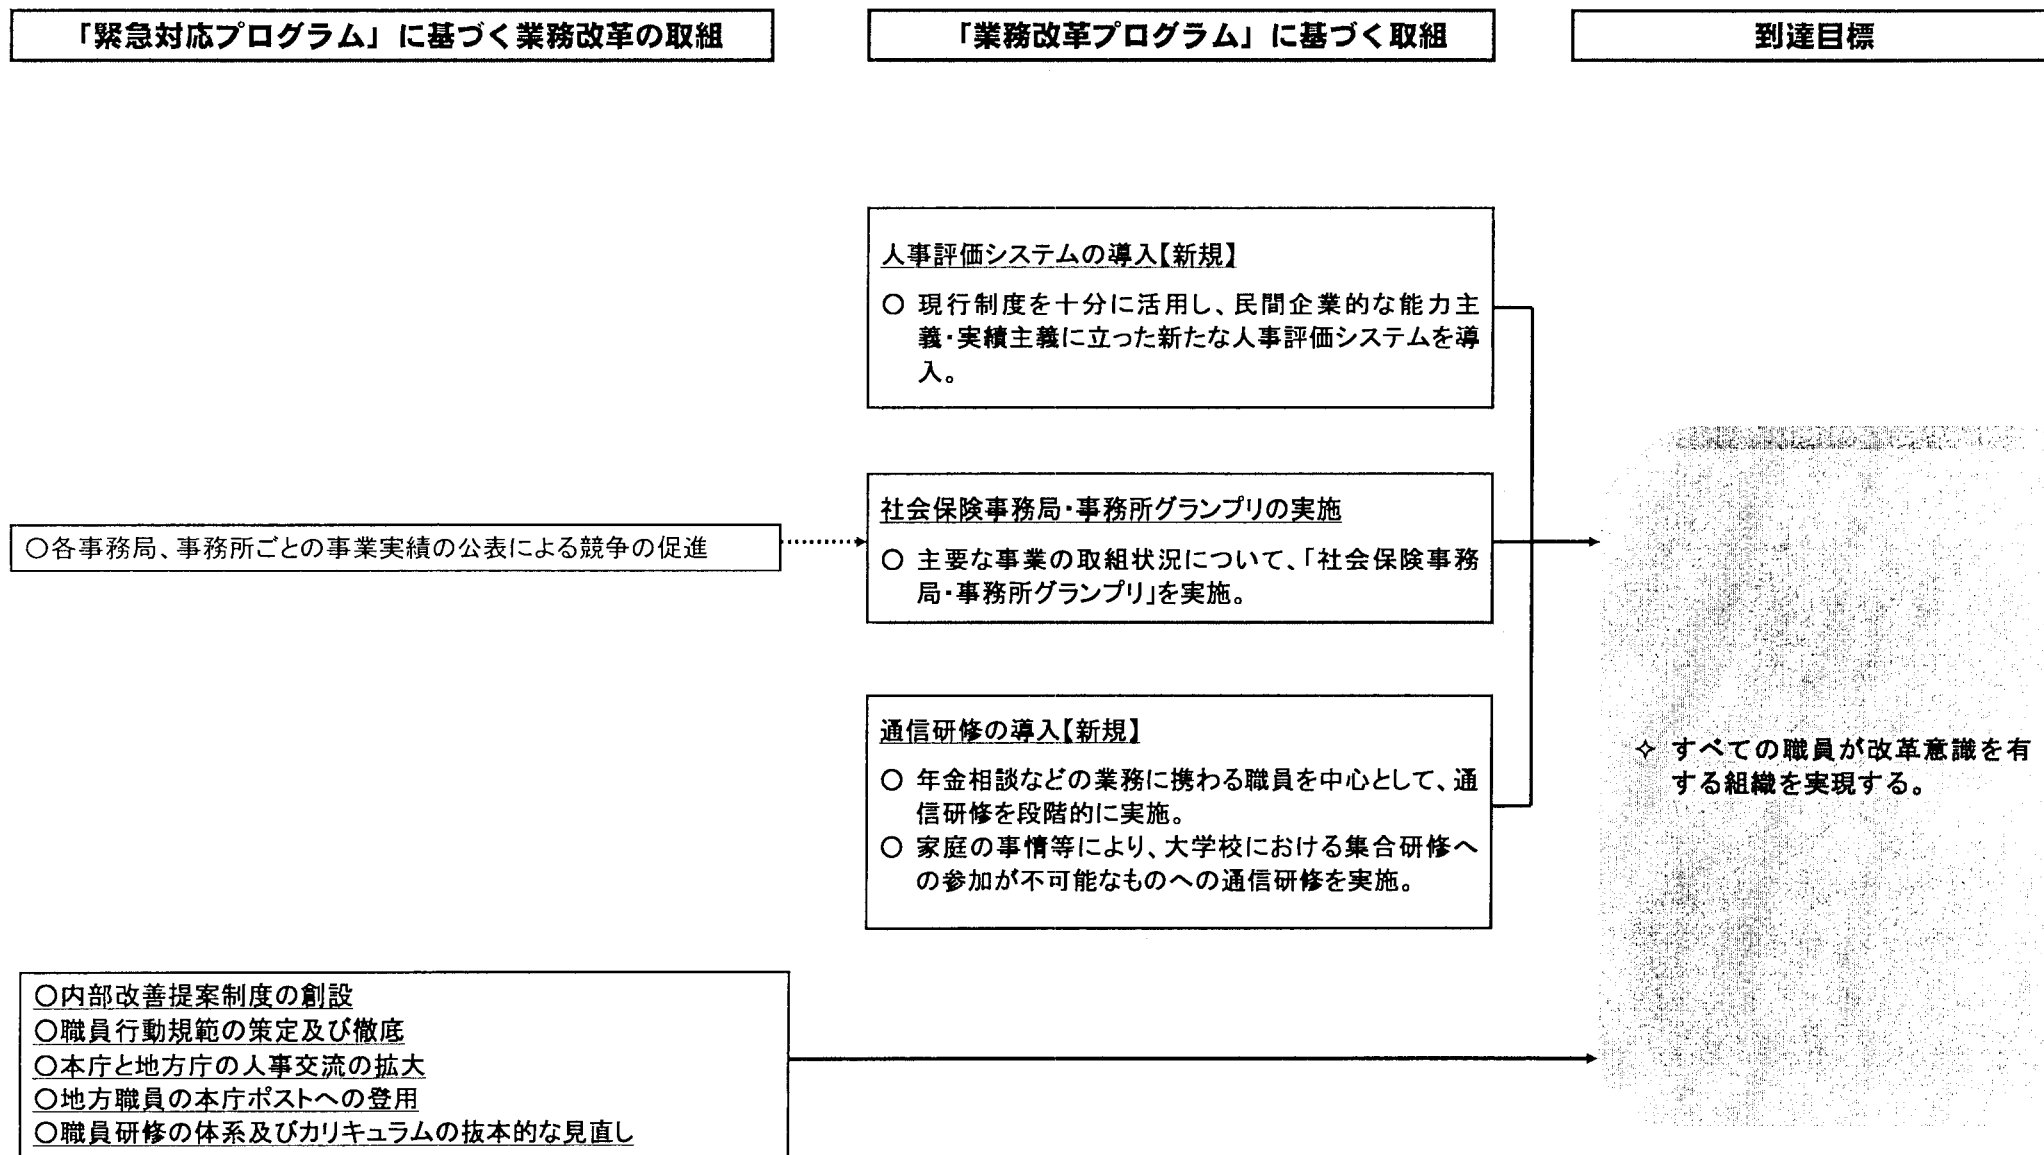 「緊急対応プログラム」に基づく業務改革の取組
「業務改革プログラム」に基づく取組
到達目標
人事評価システムの導入【新規】
○ 現行制度を十分に活用し、民間企業的な能力主
義・実績主義に立った新たな人事評価システムを導
入。
○各事務局、事務所ごとの事業実績の公表による競争の促進
社会保険事務局・事務所グランプリの実施
○ 主要な事業の取組状況について、「社会保険事務
局・事務所グランプリ」を実施。
通信研修の導入【新規】
○ 年金相談などの業務に携わる職員を中心として、通
信研修を段階的に実施。
○ 家庭の事情等により、大学校における集合研修へ
の参加が不可能なものへの通信研修を実施。
✧ すべての職員が改革意識を有
する組織を実現する。
○内部改善提案制度の創設
○職員行動規範の策定及び徹底
○本庁と地方庁の人事交流の拡大
○地方職員の本庁ポストへの登用
○職員研修の体系及びカリキュラムの抜本的な見直し